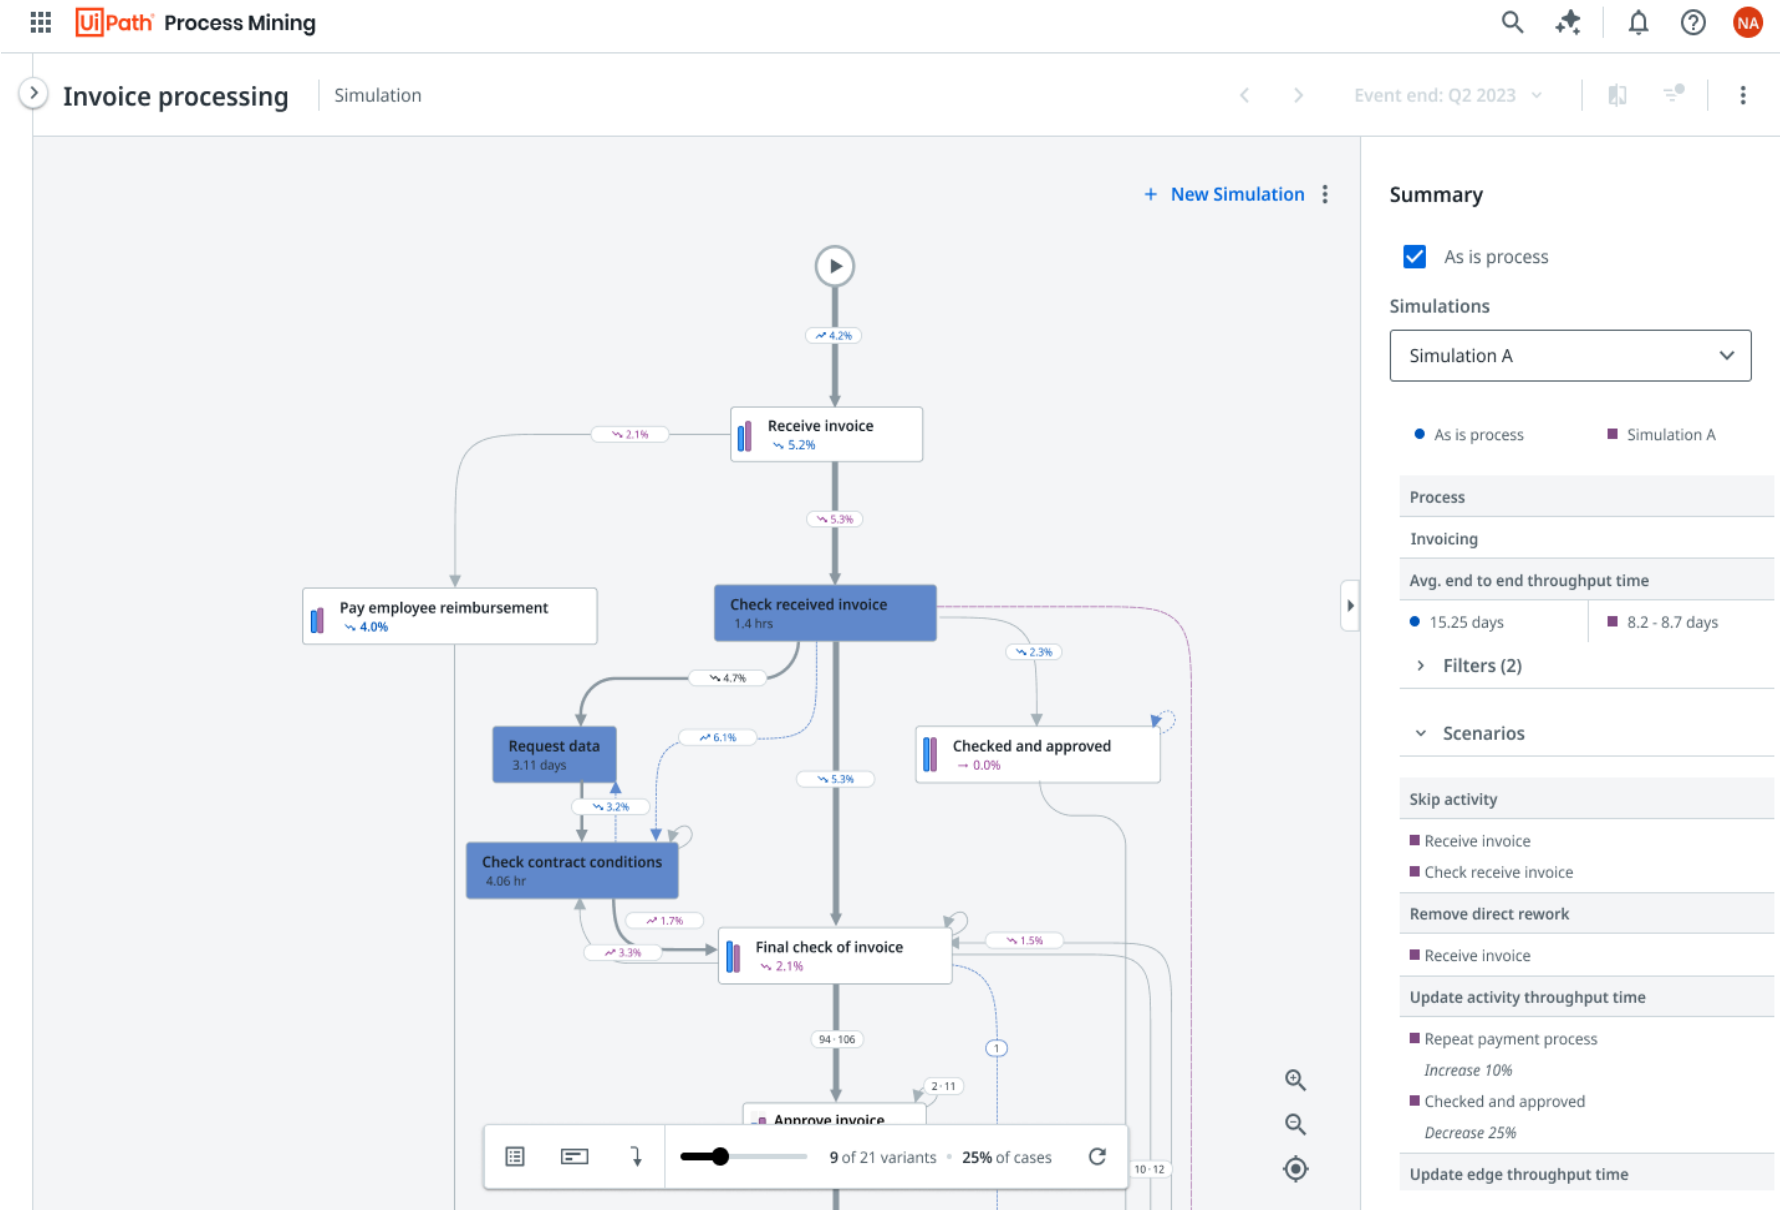 UiPath Process Mining
NA
Invoice processing
Simulation
Event end: Q2 2023
+ New Simulation
4.2%
Receive invoice
5.2%
2.1%
5.3%
Pay employee reimbursement
4.0%
Check received invoice
1.4 hrs
2.3%
4.7%
6.1%
Request data
3.11 days
Checked and approved
0.0%
5.3%
3.2%
Check contract conditions
4.06 hr
1.7%
3.3%
Final check of invoice
2.1%
1.5%
94·106
1
2·11
Approve invoice
9 of 21 variants
25% of cases
10·12
Summary
As is process
Simulations
Simulation A
As is process
Simulation A
Process
Invoicing
Avg. end to end throughput time
15.25 days
8.2 - 8.7 days
Filters (2)
Scenarios
Skip activity
Receive invoice
Check receive invoice
Remove direct rework
Receive invoice
Update activity throughput time
Repeat payment process
Increase 10%
Checked and approved
Decrease 25%
Update edge throughput time